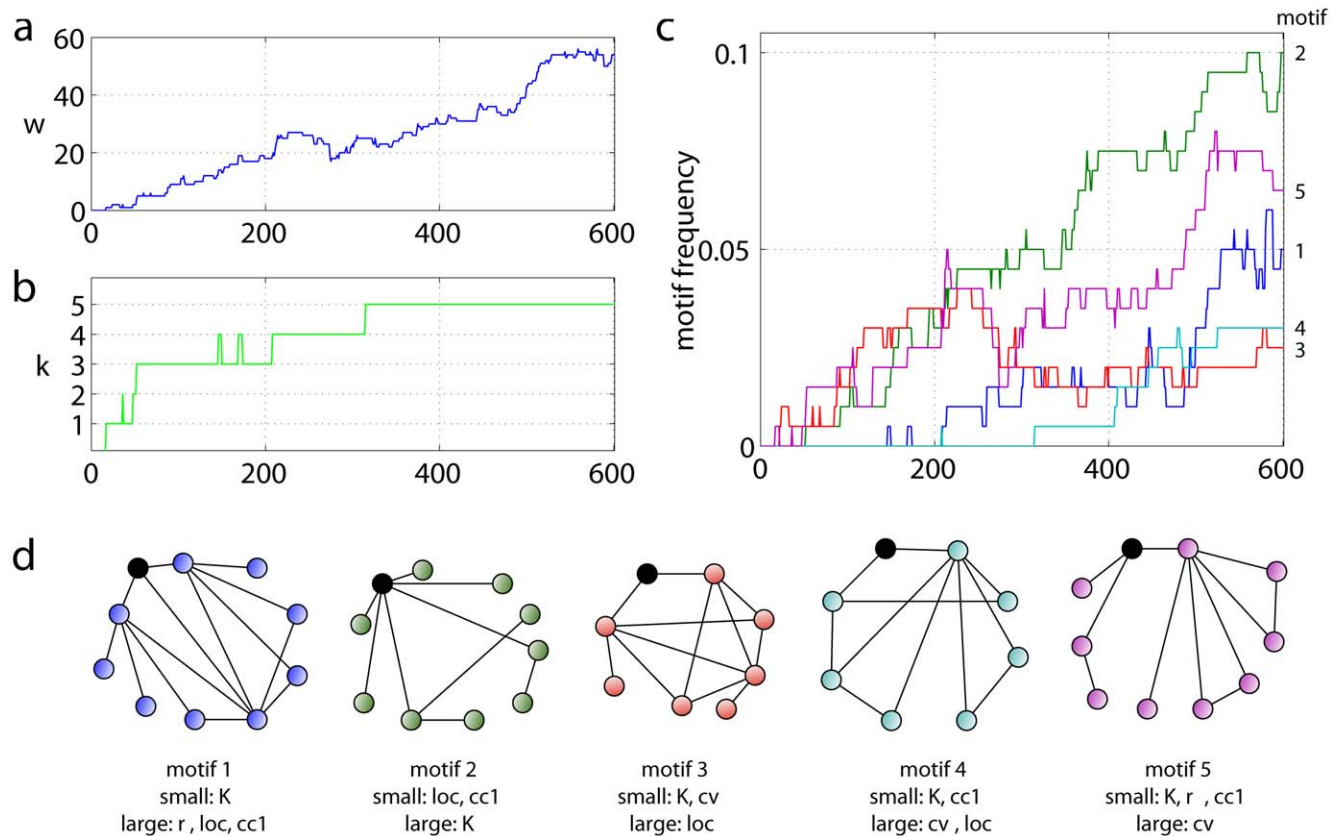 a
60
40
w
20
0
0 200 400 600
b
5
4
3
k
2
1
0 200 400 600
c
motif
0.1
2
motif frequency
5
0.05
1
4
3
0
0 200 400 600
d
motif 1
small: K
large: r , loc, cc1
motif 2
small: loc, cc1
large: K
motif 3
small: K, cv
large: loc
motif 4
small: K, cc1
large: cv , loc
motif 5
small: K, r , cc1
large: cv